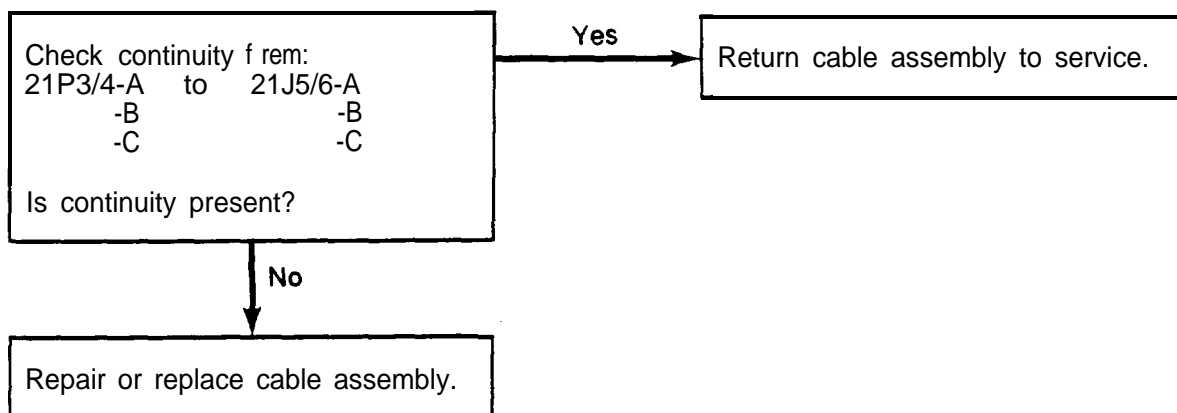 Check continuity f rem:
21P3/4-A to 21J5/6-A
-B -B
-C -C
Is continuity present?
Yes
Return cable assembly to service.
No
Repair or replace cable assembly.